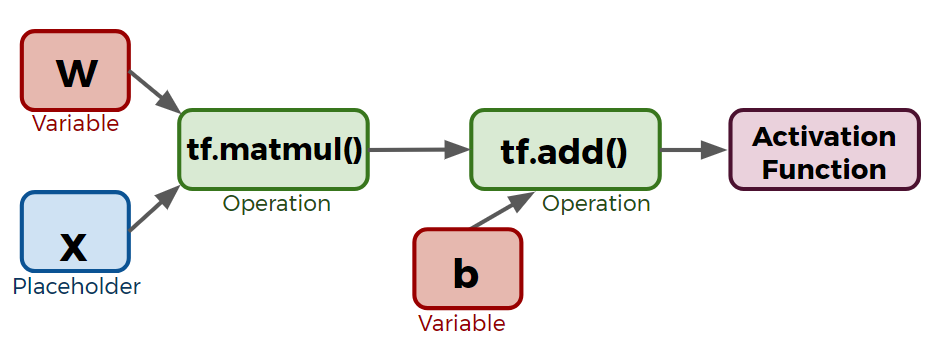 W
Variable
tf.matmul()
Operation
X
Placeholder
tf.add()
Operation
b
Variable
Activation
Function